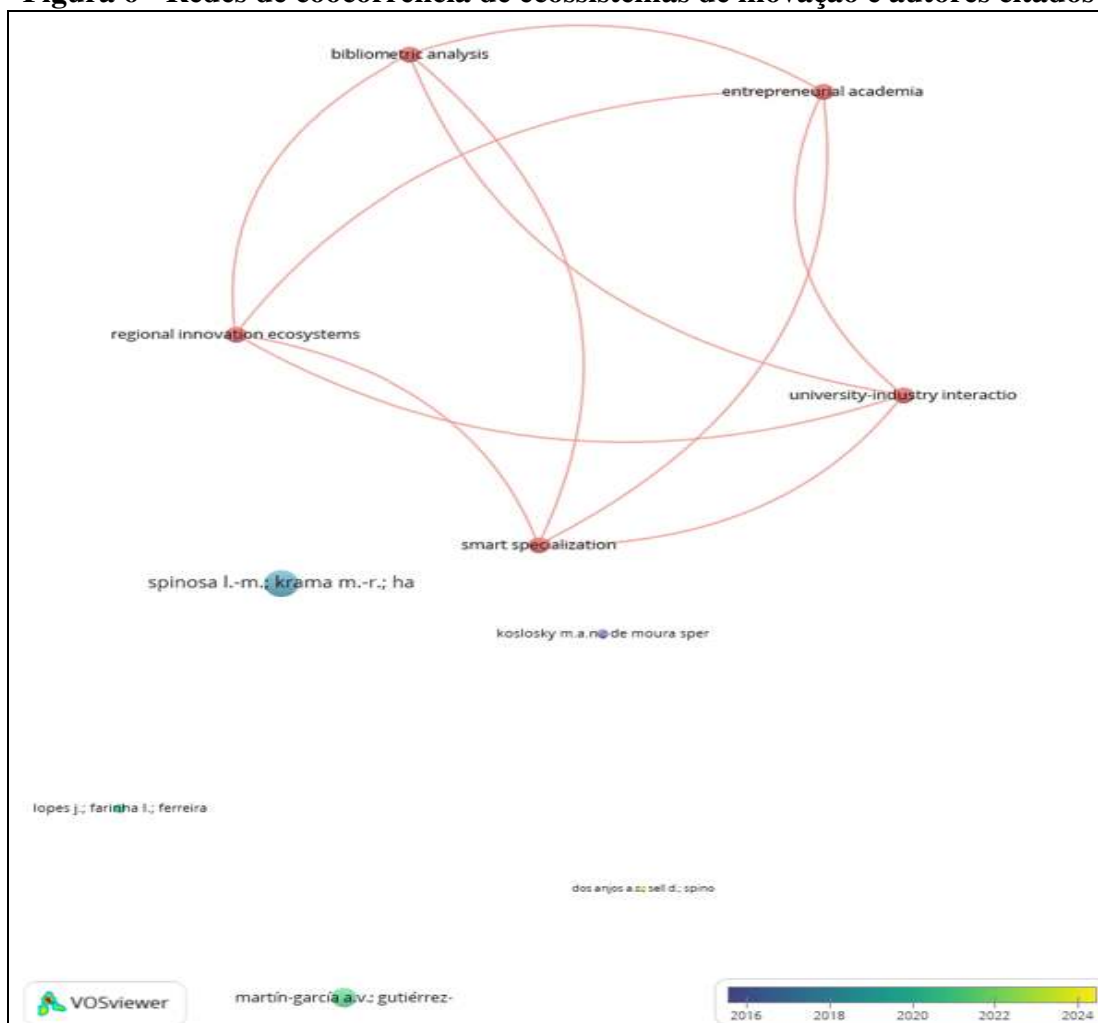 Figura 6 - Redes de coocorrência de ecossistemas de inovação e autores citados
bibliometric analysis
entrepreneurial academia
regional innovation ecosystems
university-industry interactio
smart specialization
spinosa l.-m.; krama m.-r.; ha
koslosky m.a.n. de moura sper
lopes j.; farinha l.; ferreira
dos anjos a.s.; sell d.; spino
martín-garcía a.v.; gutiérrez-
VOSviewer
2016 2018 2020 2022 2024